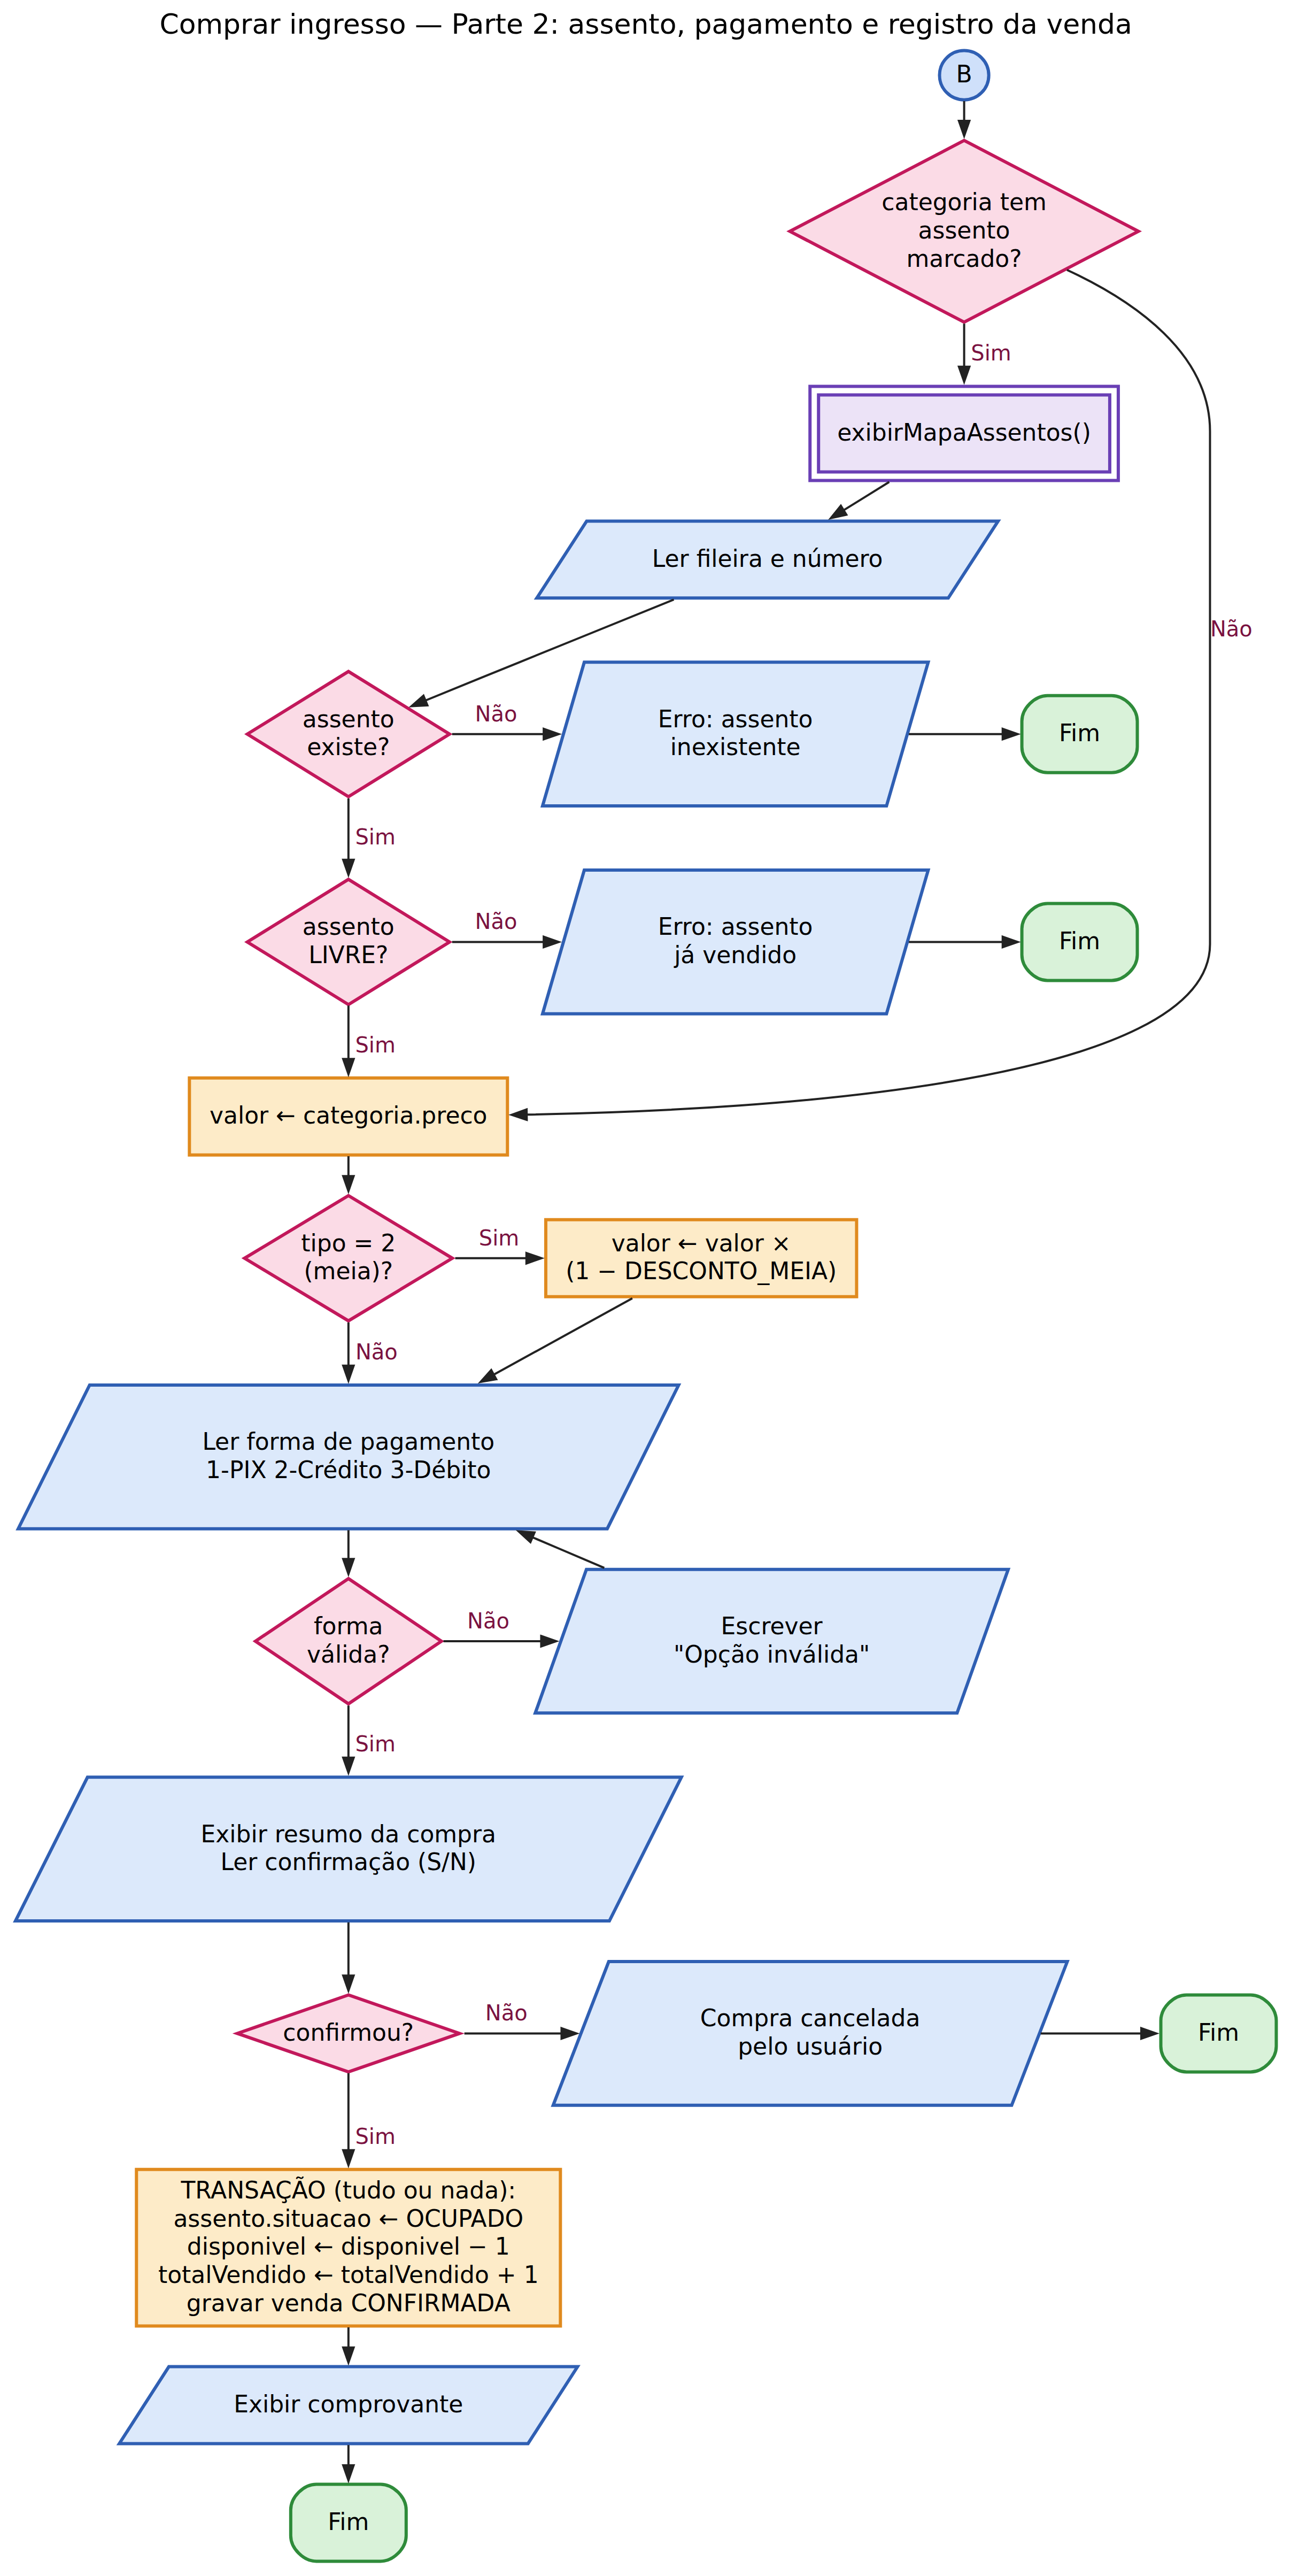 Comprar ingresso — Parte 2: assento, pagamento e registro da venda
B
categoria tem
assento
marcado?
Sim
Não
exibirMapaAssentos()
Ler fileira e número
assento
existe?
Não
Erro: assento
inexistente
Fim
Sim
assento
LIVRE?
Não
Erro: assento
já vendido
Fim
Sim
valor ← categoria.preco
tipo = 2
(meia)?
Sim
valor ← valor ×
(1 − DESCONTO_MEIA)
Não
Ler forma de pagamento
1-PIX 2-Crédito 3-Débito
forma
válida?
Não
Escrever
"Opção inválida"
Sim
Exibir resumo da compra
Ler confirmação (S/N)
confirmou?
Não
Compra cancelada
pelo usuário
Fim
Sim
TRANSAÇÃO (tudo ou nada):
assento.situacao ← OCUPADO
disponivel ← disponivel − 1
totalVendido ← totalVendido + 1
gravar venda CONFIRMADA
Exibir comprovante
Fim